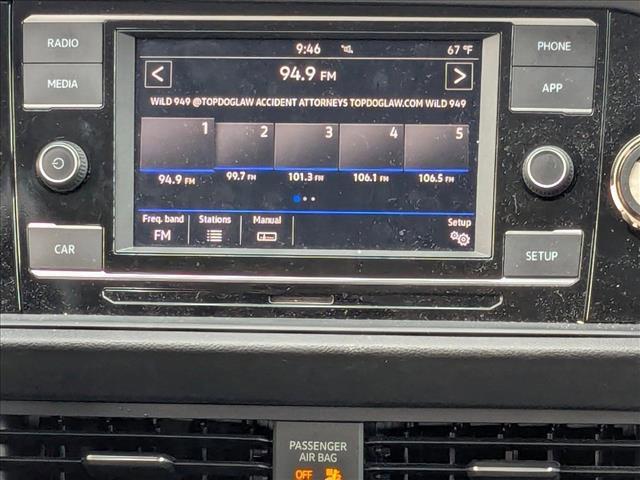 RADIO
MEDIA
CAR
PHONE
APP
SETUP
9:46 67 °F
94.9 FM
WiLD 949 @TOPDOGLAW ACCIDENT ATTORNEYS TOPDOGLAW.COM WiLD 949
1 2 3 4 5
94.9 FM 99.7 FM 101.3 FM 106.1 FM 106.5 FM
Freq. band Stations Manual Setup
FM
PASSENGER
AIR BAG
OFF